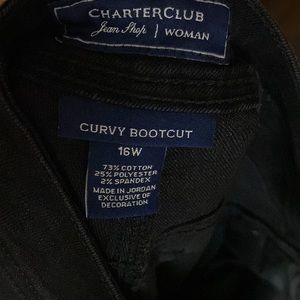 CHARTERCLUB
Jean Shop | WOMAN
CURVY BOOTCUT
16W
73% COTTON
25% POLYESTER
2% SPANDEX
MADE IN JORDAN
EXCLUSIVE OF
DECORATION